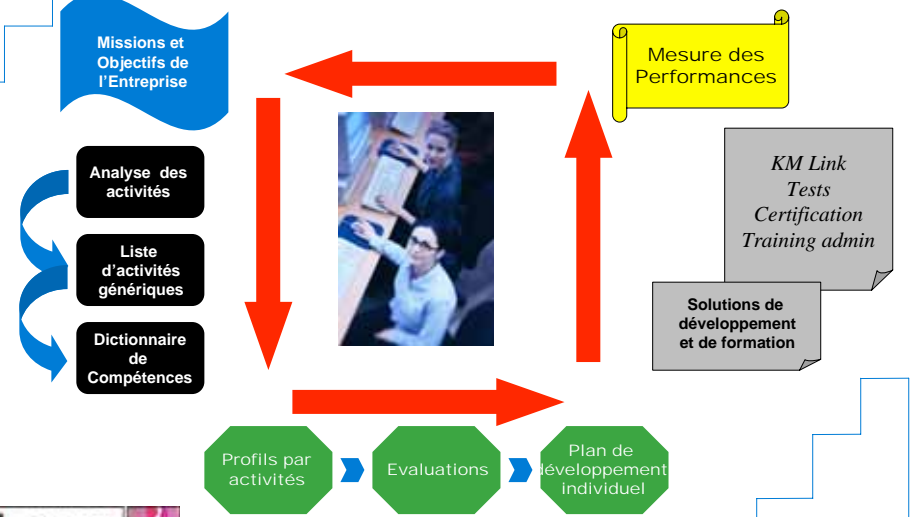 Missions et
Objectifs de
l'Entreprise
Mesure des
Performances
Analyse des
activités
Liste
d'activités
génériques
Dictionnaire
de
Compétences
KM Link
Tests
Certification
Training admin
Solutions de
développement
et de formation
Profils par
activités
Evaluations
Plan de
développement
individuel